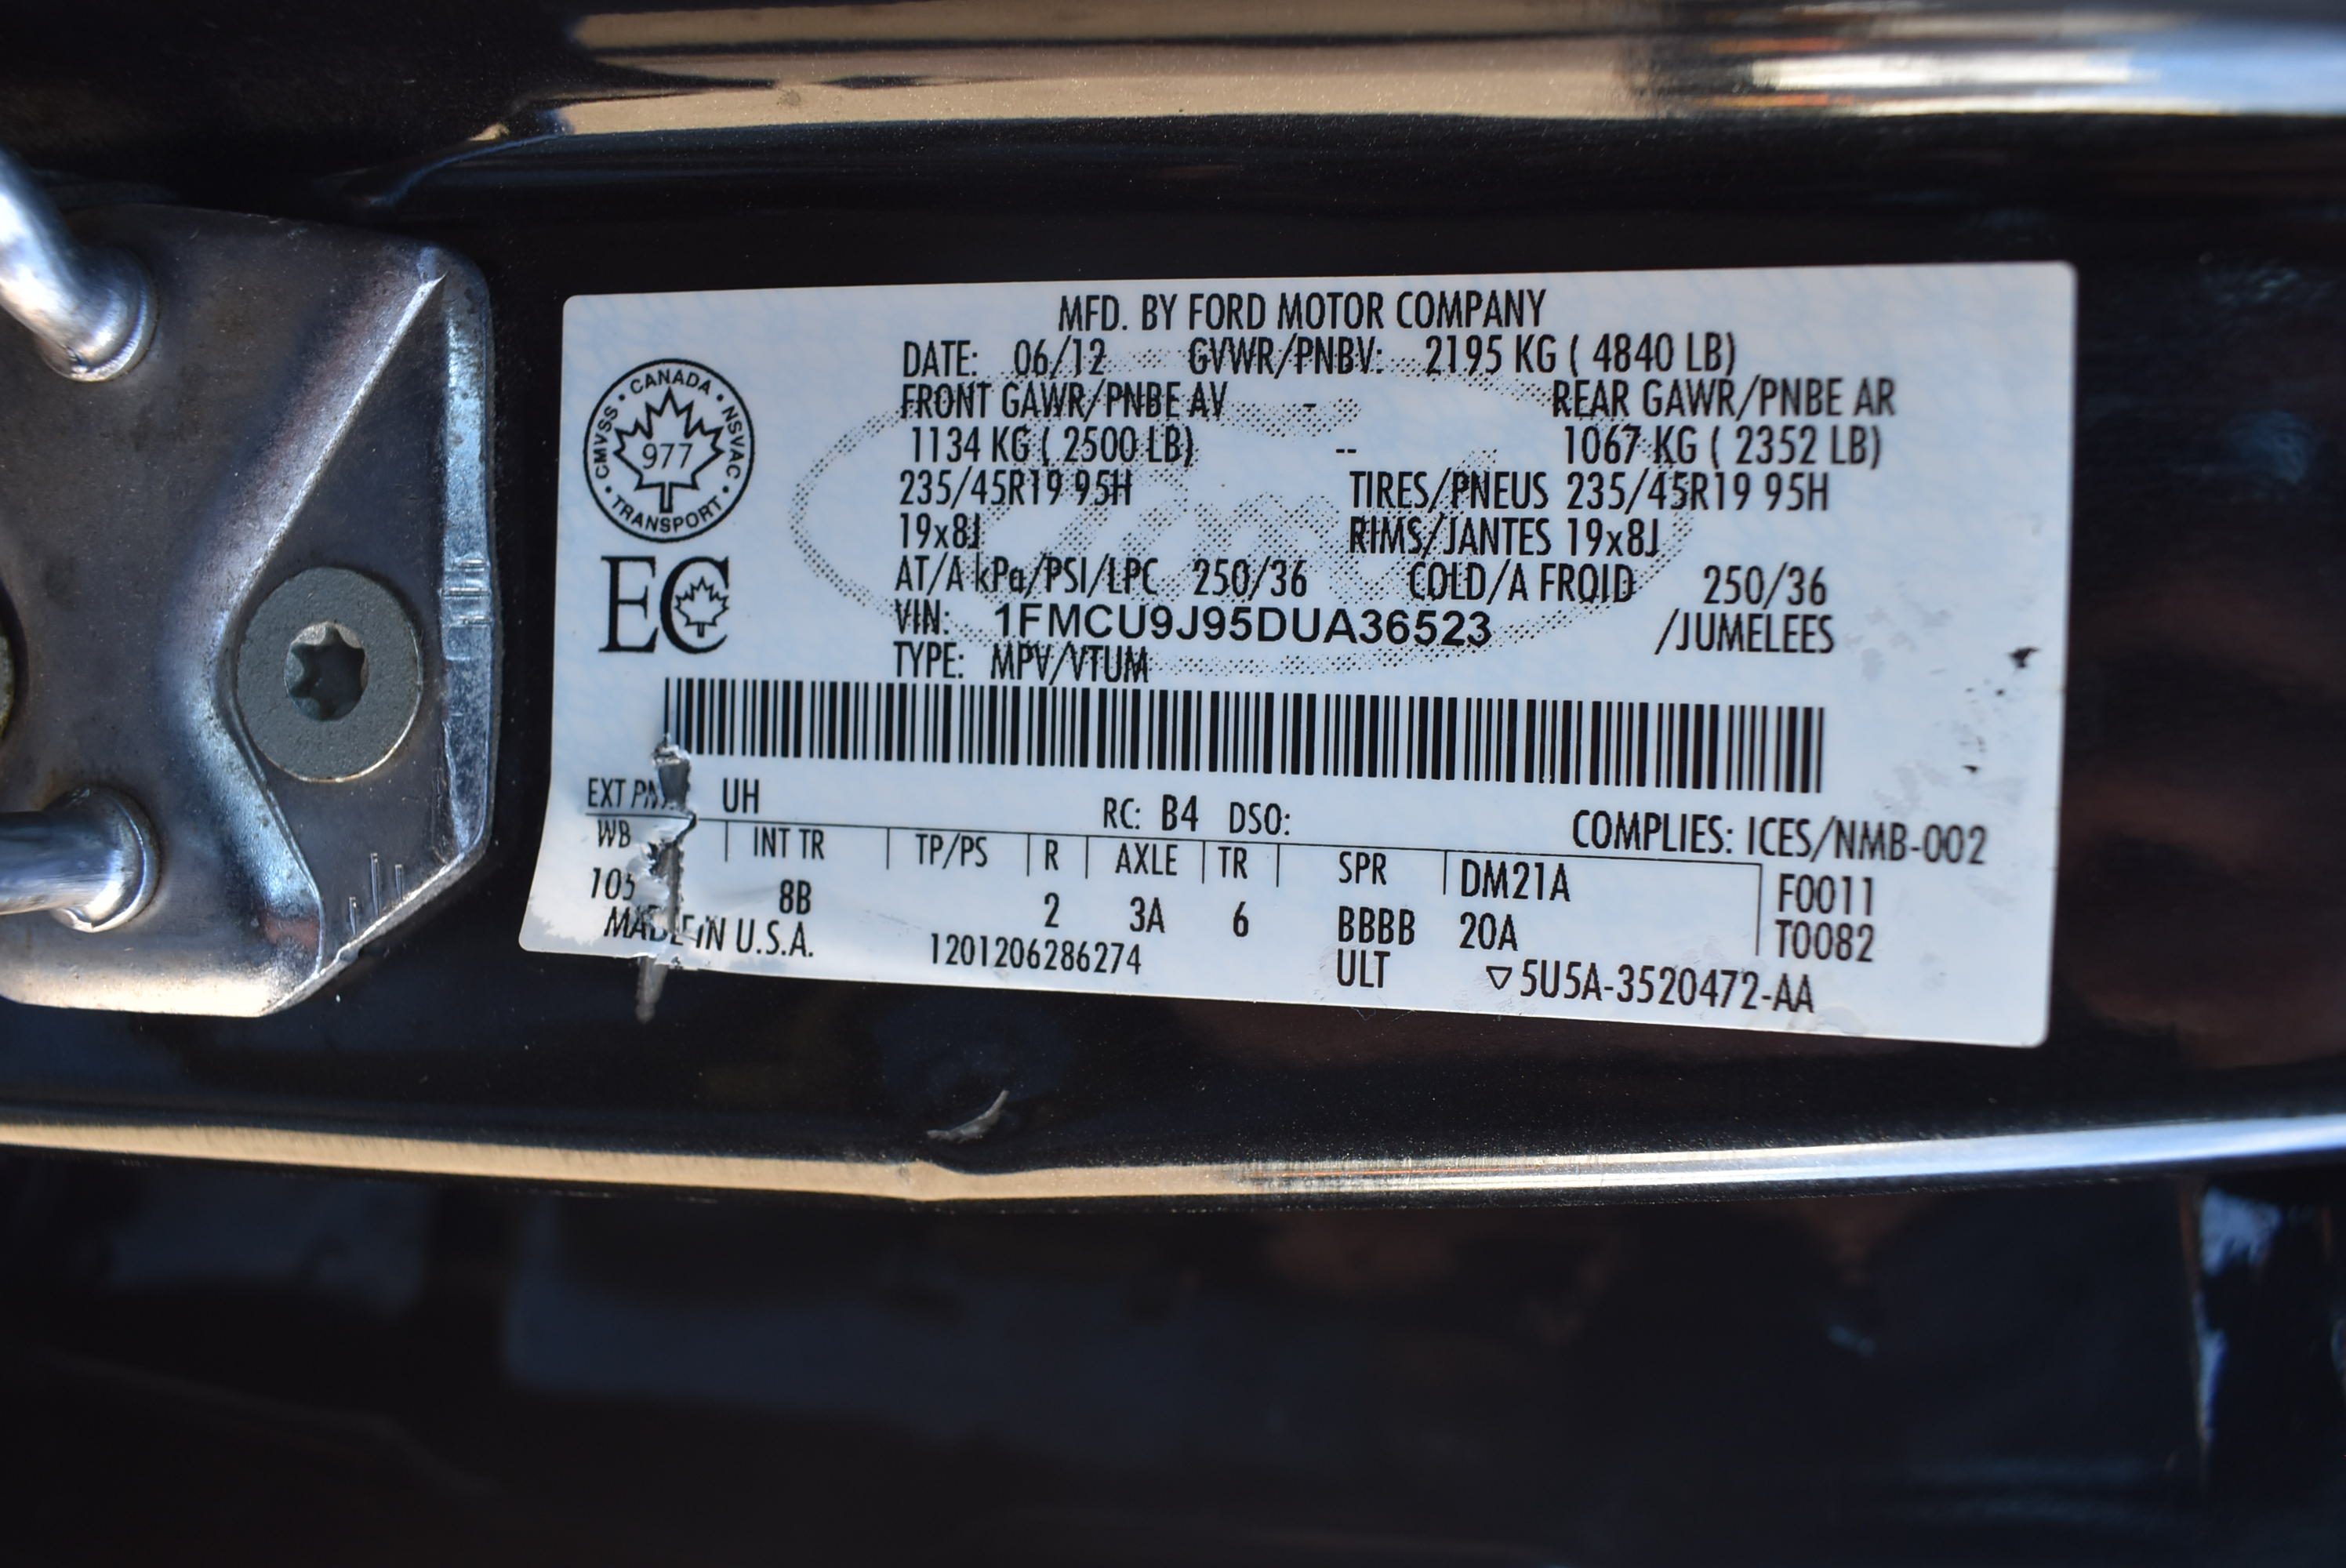 MFD. BY FORD MOTOR COMPANY
DATE: 06/12 GVWR/PNBV: 2195 KG ( 4840 LB)
FRONT GAWR/PNBE AV - REAR GAWR/PNBE AR
1134 KG ( 2500 LB) -- 1067 KG ( 2352 LB)
235/45R19 95H TIRES/PNEUS 235/45R19 95H
19x8J RIMS/JANTES 19x8J
AT/A kPa/PSI/LPC 250/36 COLD/A FROID 250/36
VIN: 1FMCU9J95DUA36523 /JUMELEES
TYPE: MPV/VTUM
CANADA • NSVAC • TRANSPORT • CMVSS •
977
EC
EXT UH RC: B4 DSO: COMPLIES: ICES/NMB-002
WB INT TR TP/PS R AXLE TR SPR DM21A F0011
105 8B 2 3A 6 BBBB 20A T0082
MADE IN U.S.A. 1201206286274 ULT ▽5U5A-3520472-AA